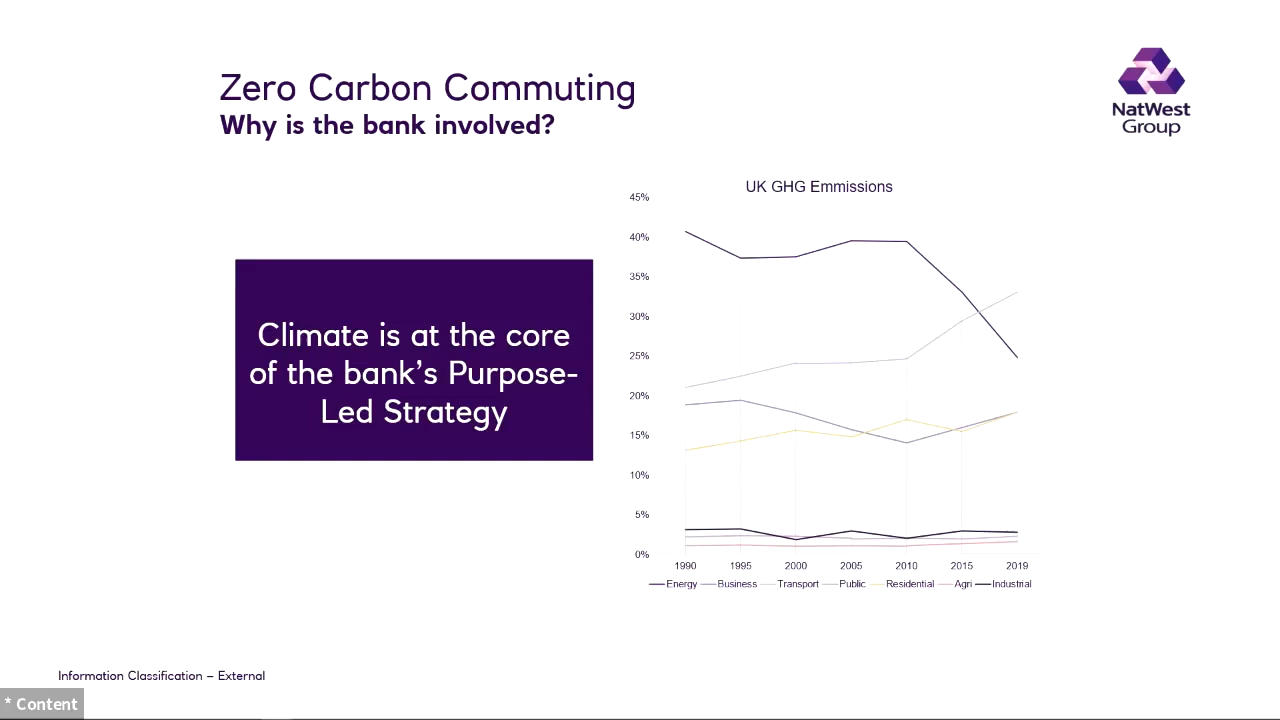 Zero Carbon Commuting
Why is the bank involved?
NatWest
Group
UK GHG Emmissions
45%
40%
35%
30%
25%
20%
15%
10%
5%
0%
1990 1995 2000 2005 2010 2015 2019
Energy Business Transport Public Residential Agri Industrial
Climate is at the core
of the bank's Purpose-
Led Strategy
Information Classification – External
* Content